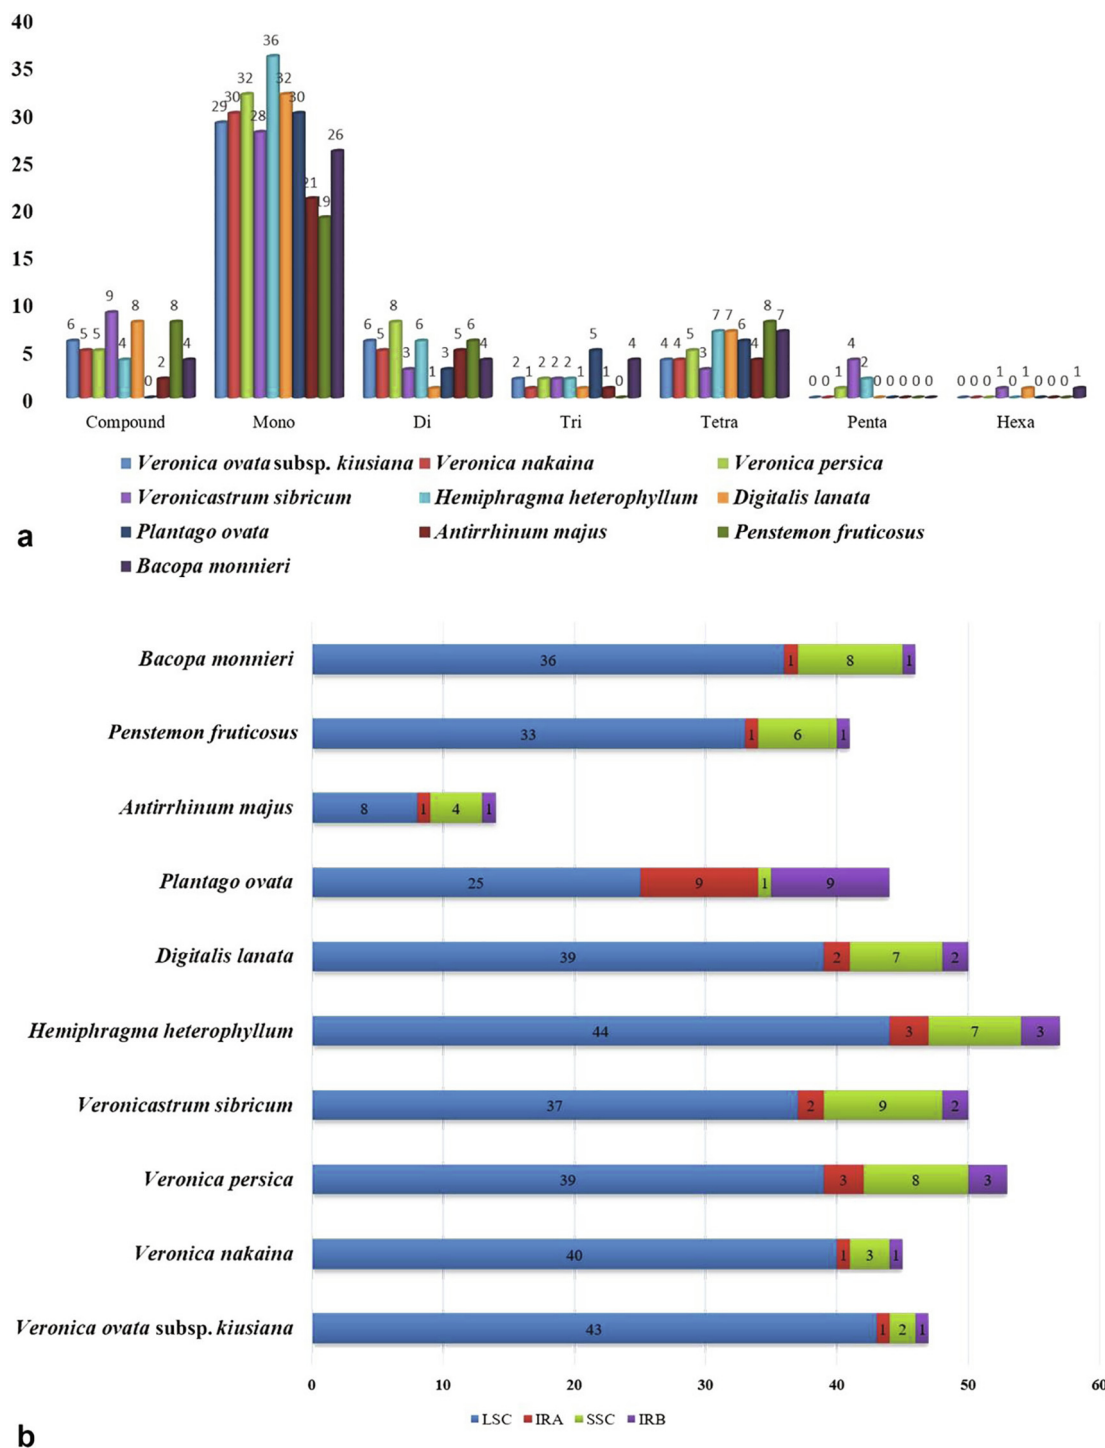 40
36
35
32
32
30
30
30
29
28
26
25
21
20
19
15
10
9
8
8
8
8
7 7
7
6
6
6
6
6
5
5 5
5
5
5
5
4
4
4
4
4 4
4
4
3
3
3
2
2
2 2 2
2
1
1
1
1
1
1
1
1
0
0
0
0 0
0 0 0 0 0
0 0 0
0
0 0 0
Compound Mono Di Tri Tetra Penta Hexa
Veronica ovata subsp. kiusiana Veronica nakaina Veronica persica
Veronicastrum sibricum Hemiphragma heterophyllum Digitalis lanata
Plantago ovata Antirrhinum majus Penstemon fruticosus
a
Bacopa monnieri
Bacopa monnieri 36 1 8 1
Penstemon fruticosus 33 1 6 1
Antirrhinum majus 8 1 4 1
Plantago ovata 25 9 1 9
Digitalis lanata 39 2 7 2
Hemiphragma heterophyllum 44 3 7 3
Veronicastrum sibricum 37 2 9 2
Veronica persica 39 3 8 3
Veronica nakaina 40 1 3 1
Veronica ovata subsp. kiusiana 43 1 2 1
0 10 20 30 40 50 60
LSC IRA SSC IRB
b